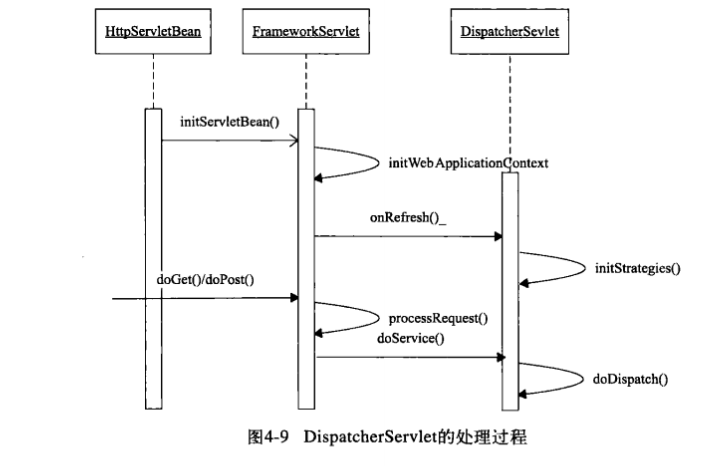 HttpServletBean
FrameworkServlet
DispatcherSevlet
initServletBean()
initWebApplicationContext
onRefresh()_
initStrategies()
doGet()/doPost()
processRequest()
doService()
doDispatch()
图4-9 DispatcherServlet的处理过程